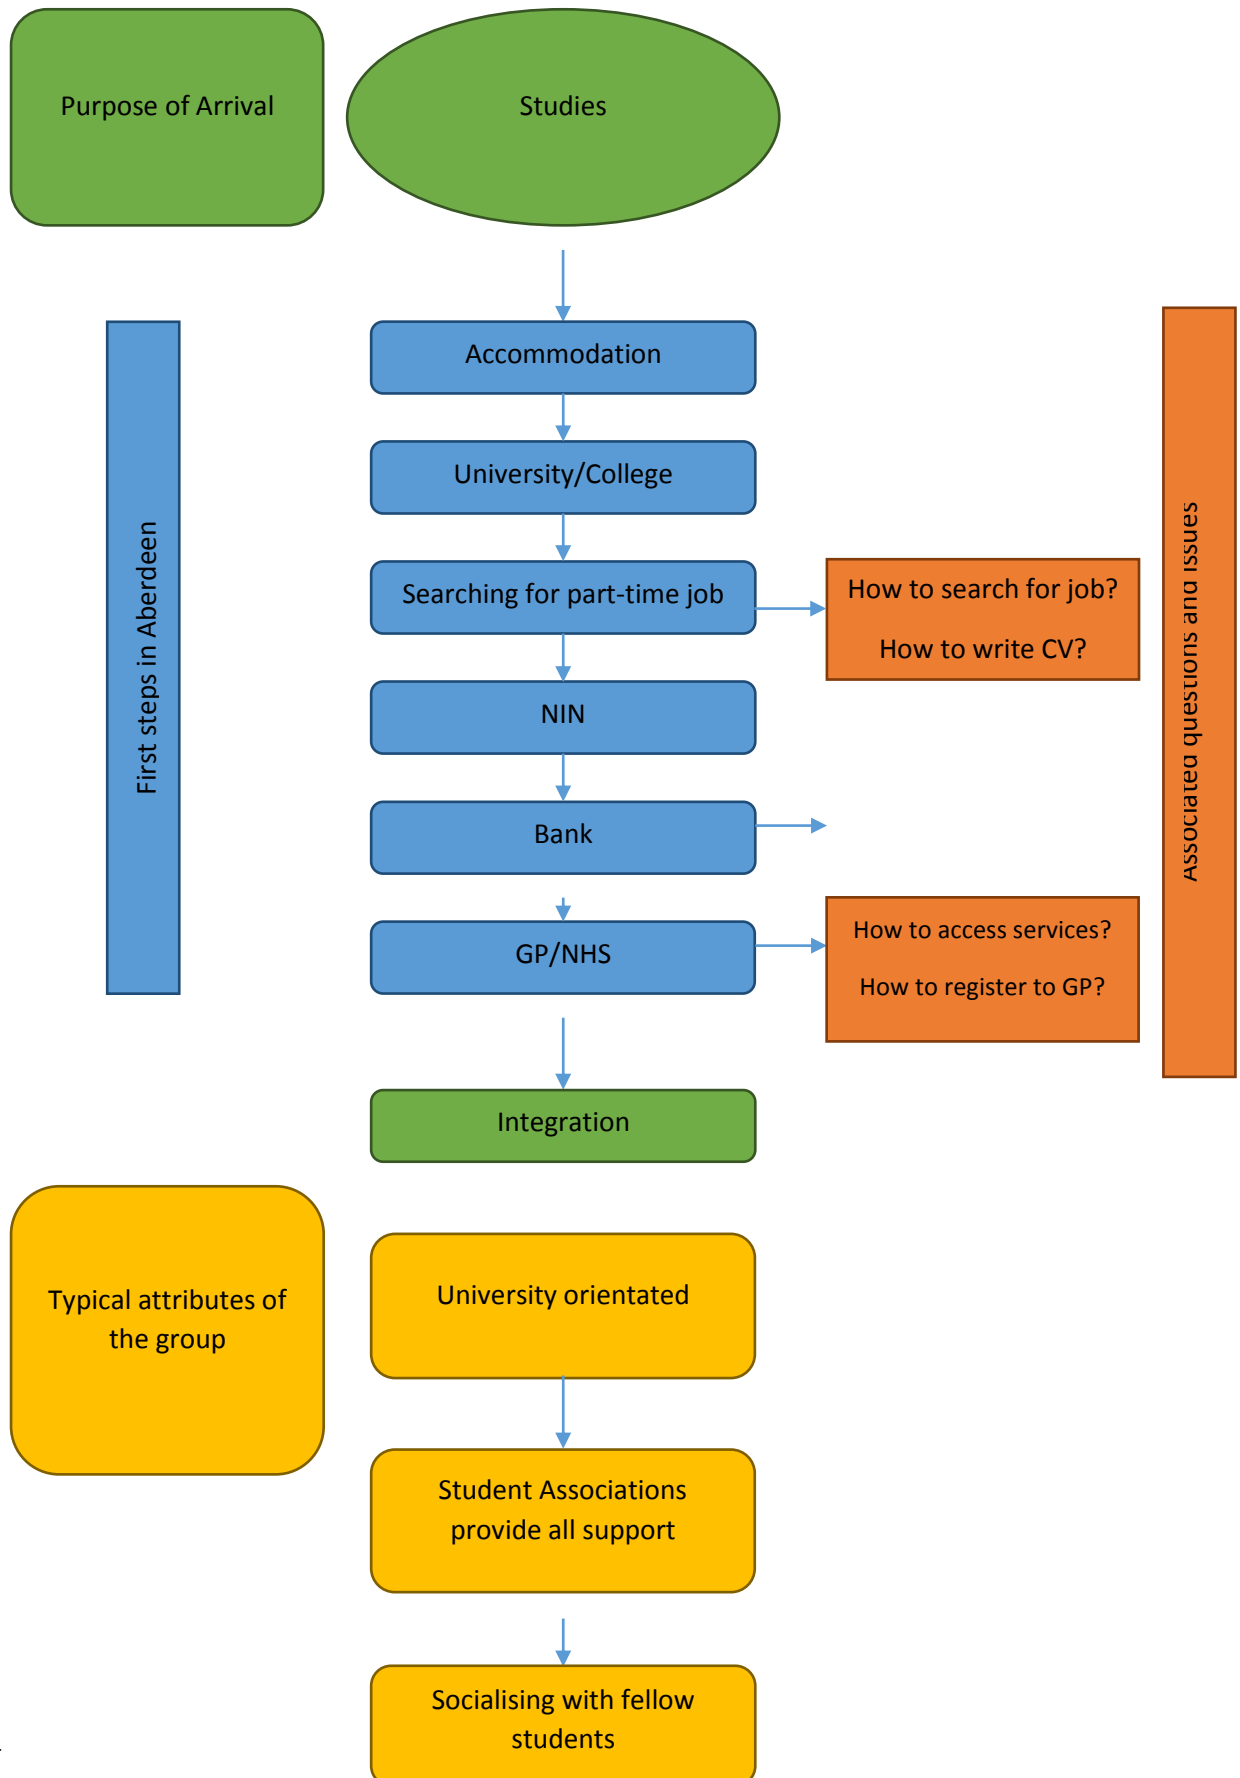 Purpose of Arrival
Studies
First steps in Aberdeen
Accommodation
University/College
Searching for part-time job
How to search for job?
How to write CV?
NIN
Bank
GP/NHS
How to access services?
How to register to GP?
Associated questions and issues
Integration
Typical attributes of
the group
University orientated
Student Associations
provide all support
Socialising with fellow
students